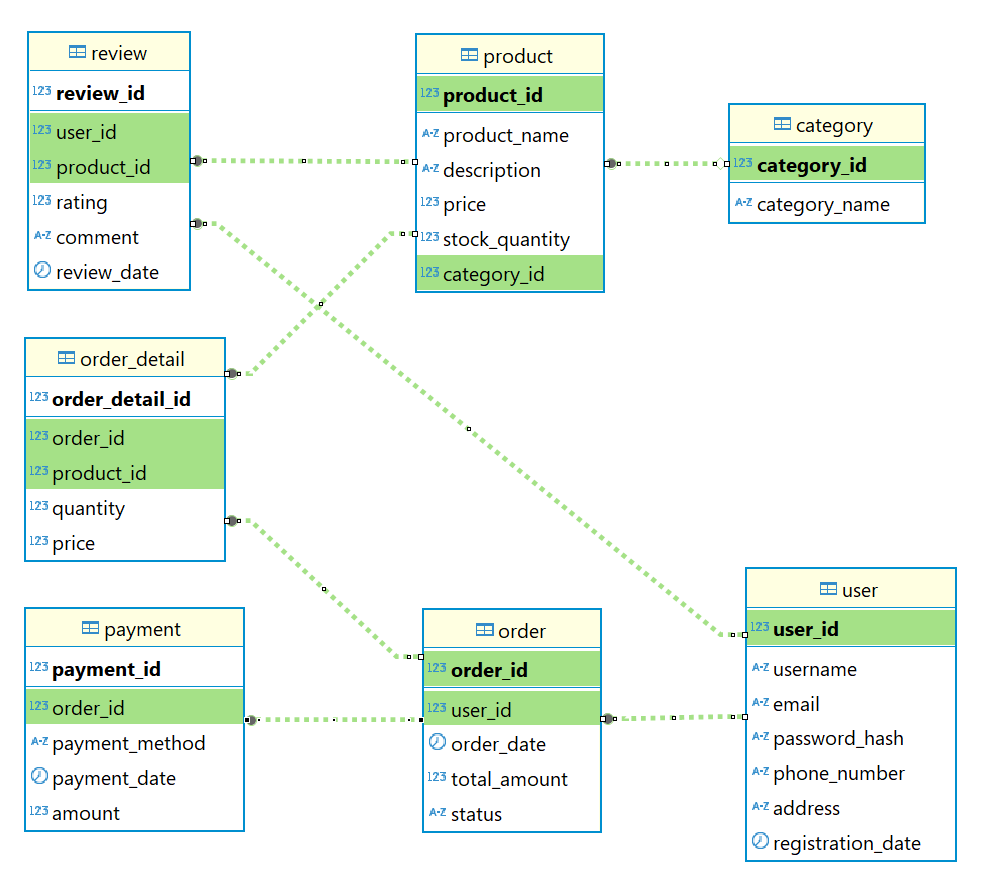 review
123 review_id
123 user_id
123 product_id
123 rating
A-Z comment
review_date
product
123 product_id
A-Z product_name
A-Z description
123 price
123 stock_quantity
123 category_id
category
123 category_id
A-Z category_name
order_detail
123 order_detail_id
123 order_id
123 product_id
123 quantity
123 price
payment
123 payment_id
123 order_id
A-Z payment_method
payment_date
123 amount
order
123 order_id
123 user_id
order_date
123 total_amount
A-Z status
user
123 user_id
A-Z username
A-Z email
A-Z password_hash
A-Z phone_number
A-Z address
registration_date